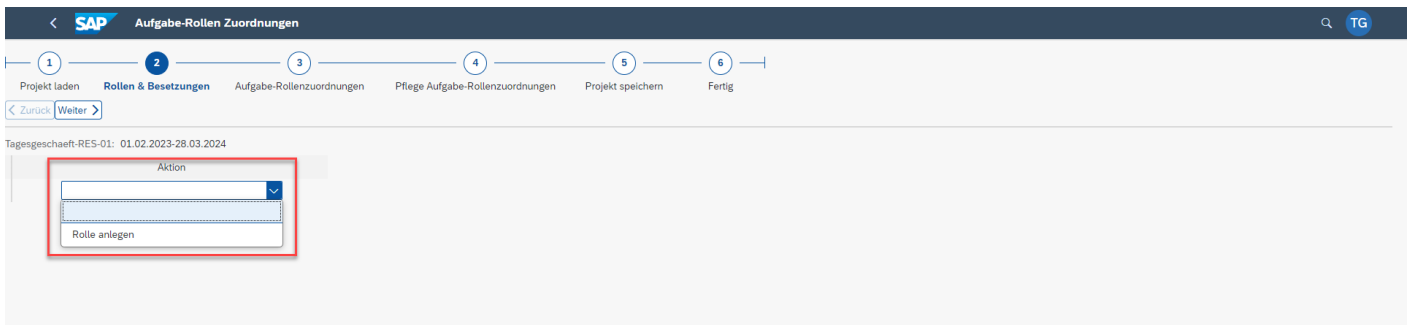 SAP Aufgabe-Rollen Zuordnungen TG
1 2 3 4 5 6
Projekt laden Rollen & Besetzungen Aufgabe-Rollenzuordnungen Pflege Aufgabe-Rollenzuordnungen Projekt speichern Fertig
Zurück Weiter
Tagesgeschaeft-RES-01: 01.02.2023-28.03.2024
Aktion
Rolle anlegen